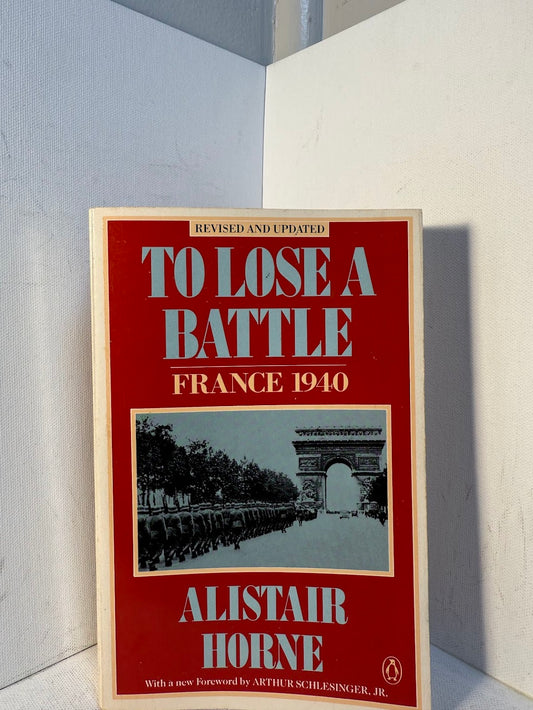 REVISED AND UPDATED
TO LOSE A
BATTLE
FRANCE 1940
ALISTAIR
HORNE
With a new Foreword by ARTHUR SCHLESINGER, JR.